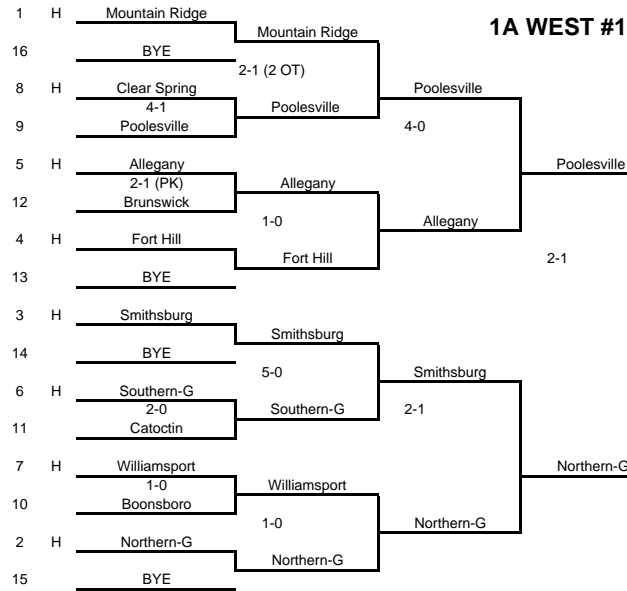 1A WEST #1
1 H Mountain Ridge
Mountain Ridge
16 BYE
2-1 (2 OT)
8 H Clear Spring
Poolesville
4-1
Poolesville
4-0
9 Poolesville
5 H Allegany
Poolesville
2-1 (PK)
Allegany
12 Brunswick
1-0
Allegany
4 H Fort Hill
Fort Hill
2-1
13 BYE
3 H Smithsburg
Smithsburg
14 BYE
5-0
Smithsburg
6 H Southern-G
2-0
Southern-G
2-1
11 Catoctin
7 H Williamsport
Northern-G
1-0
Williamsport
10 Boonsboro
1-0
Northern-G
2 H Northern-G
Northern-G
15 BYE